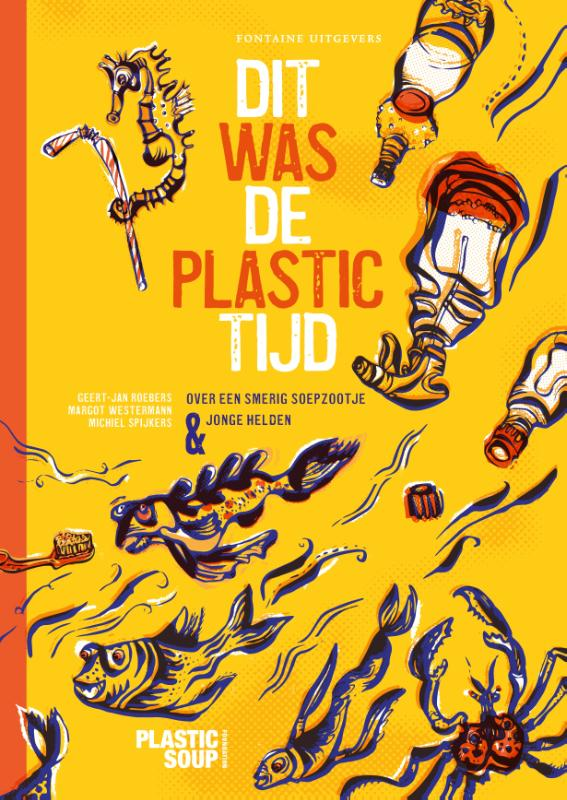 FONTAINE UITGEVERS
DIT
WAS
DE
PLASTIC
TIJD
GEERT-JAN ROEBERS
MARGOT WESTERMANN
MICHIEL SPIJKERS
OVER EEN SMERIG SOEPZOOTJE
& JONGE HELDEN
PLASTIC
SOUP
FOUNDATION